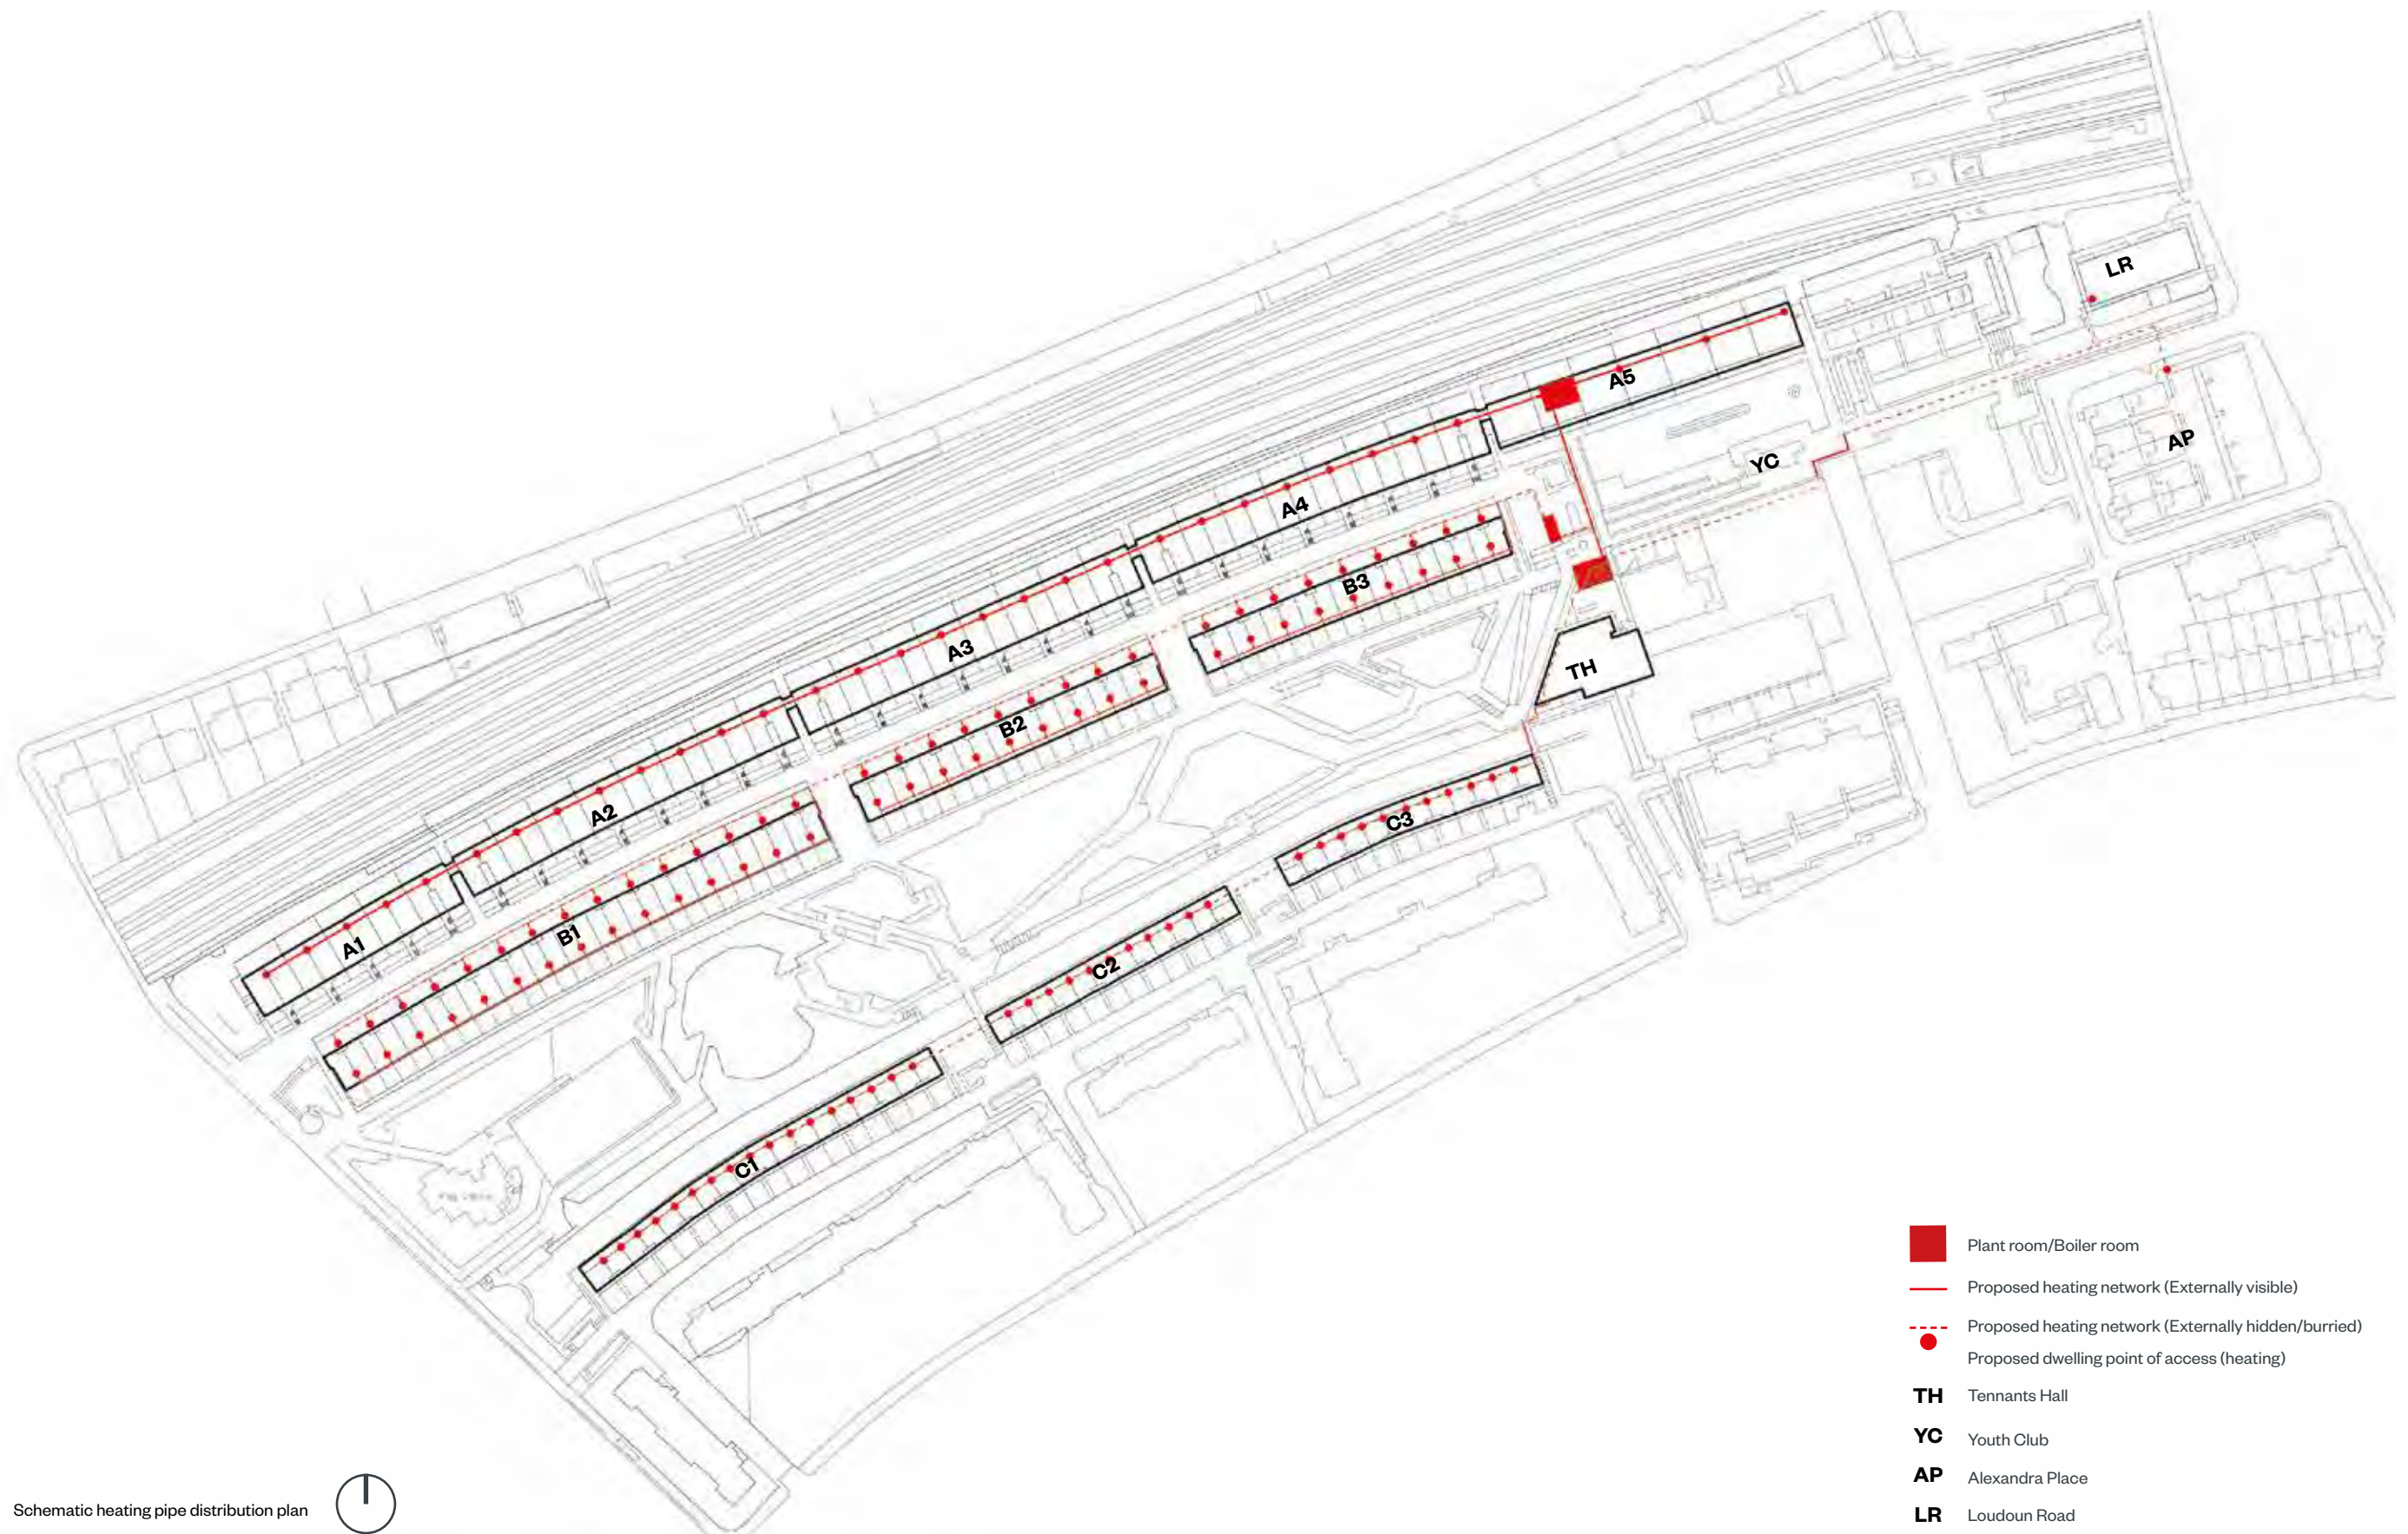 LR
A5
AP
YC
A4
B3
A3
TH
B2
A2
C3
B1
A1
C2
C1
Plant room/Boiler room
Proposed heating network (Externally visible)
Proposed heating network (Externally hidden/burried)
Proposed dwelling point of access (heating)
TH Tennants Hall
YC Youth Club
AP Alexandra Place
LR Loudoun Road
Schematic heating pipe distribution plan